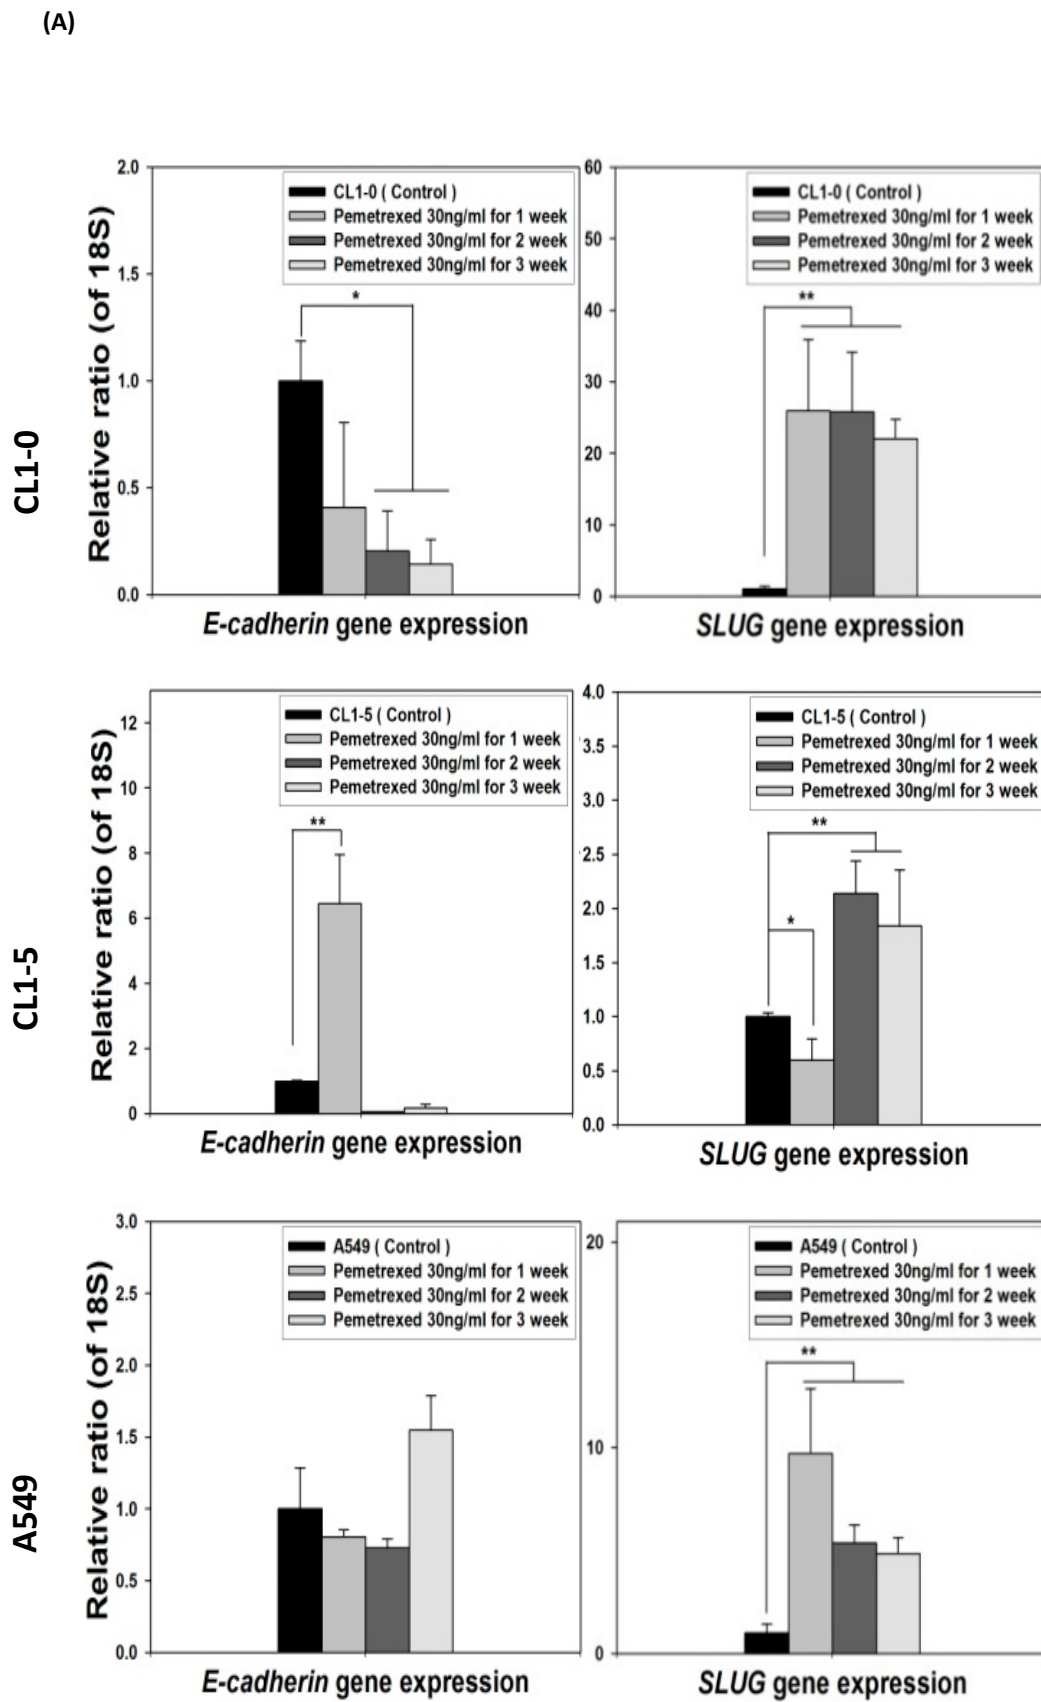 (A)
CL1-0
Relative ratio (of 18S)
2.0
1.5
1.0
0.5
0.0
CL1-0 ( Control )
Pemetrexed 30ng/ml for 1 week
Pemetrexed 30ng/ml for 2 week
Pemetrexed 30ng/ml for 3 week
*
E-cadherin gene expression
60
50
40
30
20
10
0
CL1-0 ( Control )
Pemetrexed 30ng/ml for 1 week
Pemetrexed 30ng/ml for 2 week
Pemetrexed 30ng/ml for 3 week
**
SLUG gene expression
CL1-5
Relative ratio (of 18S)
12
10
8
6
4
2
0
CL1-5 ( Control )
Pemetrexed 30ng/ml for 1 week
Pemetrexed 30ng/ml for 2 week
Pemetrexed 30ng/ml for 3 week
**
E-cadherin gene expression
4.0
3.5
3.0
2.5
2.0
1.5
1.0
0.5
0.0
CL1-5 ( Control )
Pemetrexed 30ng/ml for 1 week
Pemetrexed 30ng/ml for 2 week
Pemetrexed 30ng/ml for 3 week
**
*
SLUG gene expression
A549
Relative ratio (of 18S)
3.0
2.5
2.0
1.5
1.0
0.5
0.0
A549 ( Control )
Pemetrexed 30ng/ml for 1 week
Pemetrexed 30ng/ml for 2 week
Pemetrexed 30ng/ml for 3 week
E-cadherin gene expression
20
10
0
A549 ( Control )
Pemetrexed 30ng/ml for 1 week
Pemetrexed 30ng/ml for 2 week
Pemetrexed 30ng/ml for 3 week
**
SLUG gene expression